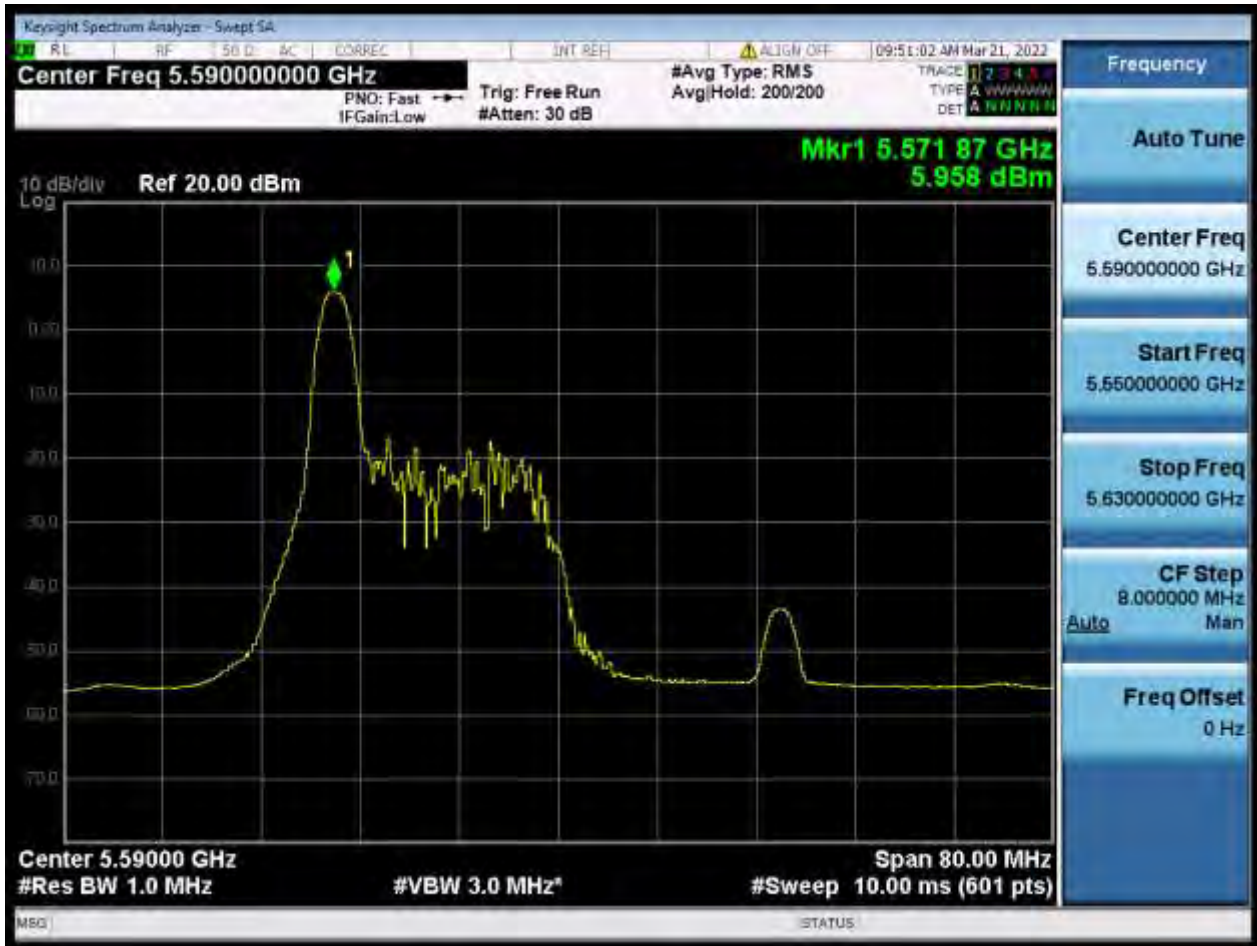 Keysight Spectrum Analyzer - Swept SA
RL RF 50 Ω AC CORREC INT REF ALIGN OFF 09:51:02 AM Mar 21, 2022
Center Freq 5.590000000 GHz
PNO: Fast
IFGain:Low
Trig: Free Run
#Atten: 30 dB
#Avg Type: RMS
Avg|Hold: 200/200
TRACE 1 2 3 4 5 6
TYPE A WWWWW
DET A N N N N N
Mkr1 5.571 87 GHz
5.958 dBm
10 dB/div Ref 20.00 dBm
Log
10.0
0.00
-10.0
-20.0
-30.0
-40.0
-50.0
-60.0
-70.0
1
Center 5.59000 GHz
Span 80.00 MHz
#Res BW 1.0 MHz
#VBW 3.0 MHz*
#Sweep 10.00 ms (601 pts)
MSG
STATUS
Frequency
Auto Tune
Center Freq
5.590000000 GHz
Start Freq
5.550000000 GHz
Stop Freq
5.630000000 GHz
CF Step
8.000000 MHz
Auto Man
Freq Offset
0 Hz